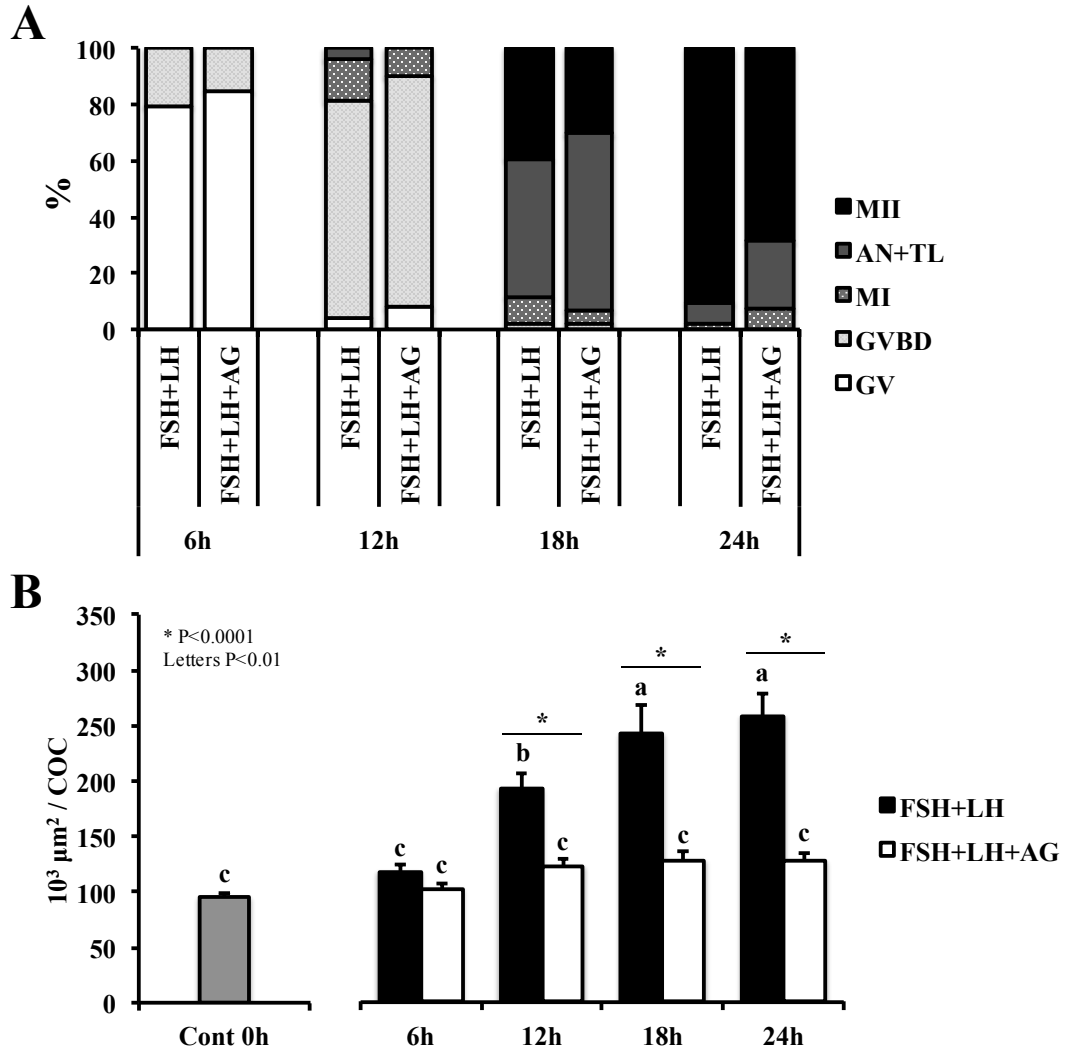 A
100
80
60
40
20
0
%
FSH+LH
FSH+LH+AG
FSH+LH
FSH+LH+AG
FSH+LH
FSH+LH+AG
FSH+LH
FSH+LH+AG
6h
12h
18h
24h
MII
AN+TL
MI
GVBD
GV
B
350
300
250
200
150
100
50
0
10³ µm² / COC
* P<0.0001
Letters P<0.01
c
c
c
*
b
c
*
a
c
*
a
c
Cont 0h
6h
12h
18h
24h
FSH+LH
FSH+LH+AG